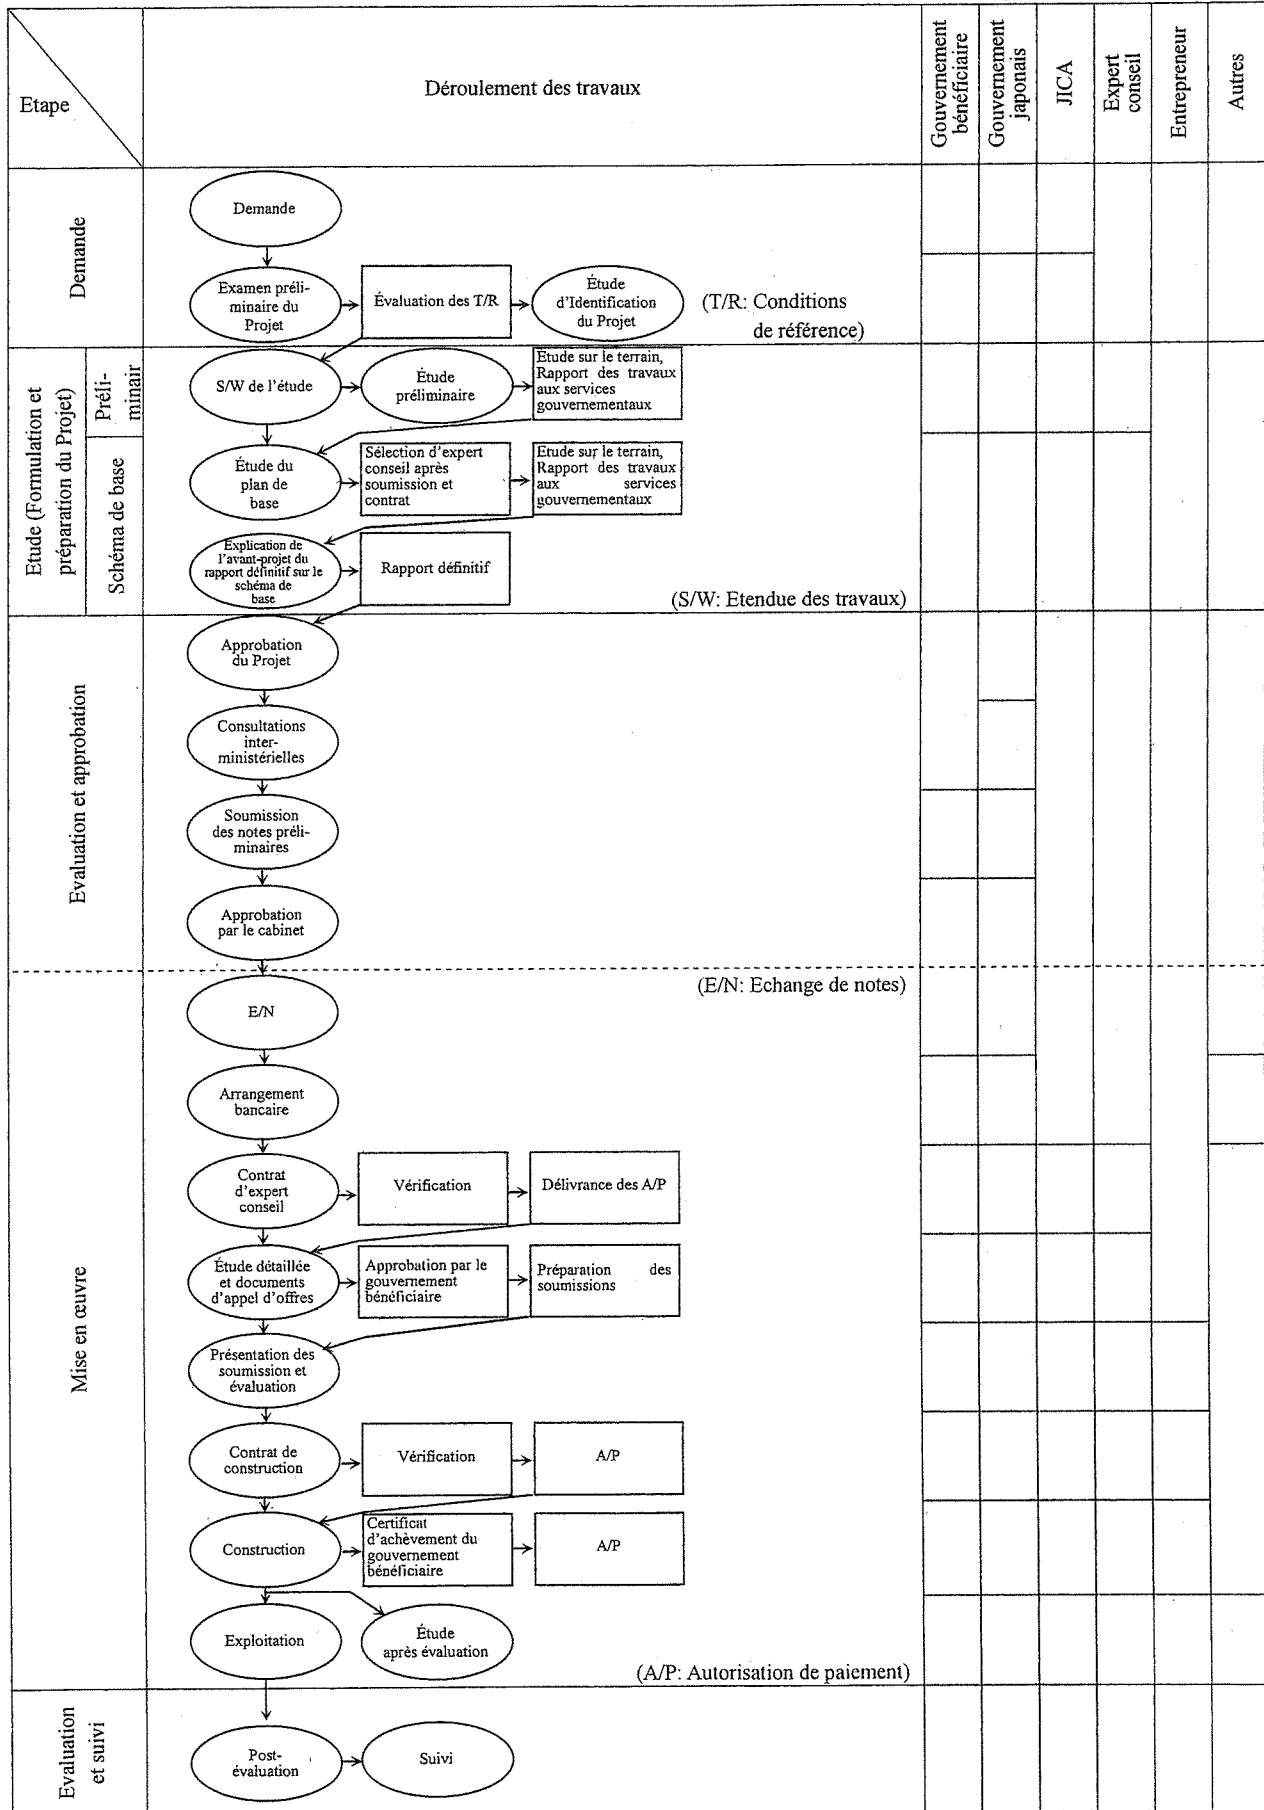 Etape
Déroulement des travaux
Gouvernement
bénéficiaire
Gouvernement
japonais
JICA
Expert
conseil
Entrepreneur
Autres
Demande
Demande
Examen préli-
minaire du
Projet
Évaluation des T/R
Étude
d'Identification
du Projet
(T/R: Conditions
de référence)
Etude (Formulation et
préparation du Projet)
Préli-
minair
S/W de l'étude
Étude
préliminaire
Etude sur le terrain,
Rapport des travaux
aux services
gouvernementaux
Schéma de base
Étude du
plan de
base
Sélection d'expert
conseil après
soumission et
contrat
Etude sur le terrain,
Rapport des travaux
aux services
gouvernementaux
Explication de
l'avant-projet du
rapport définitif sur le
schéma de
base
Rapport définitif
(S/W: Etendue des travaux)
Evaluation et approbation
Approbation
du Projet
Consultations
inter-
ministérielles
Soumission
des notes préli-
minaires
Approbation
par le cabinet
(E/N: Echange de notes)
Mise en œuvre
E/N
Arrangement
bancaire
Contrat
d'expert
conseil
Vérification
Délivrance des A/P
Étude détaillée
et documents
d'appel d'offres
Approbation par le
gouvernement
bénéficiaire
Préparation des
soumissions
Présentation des
soumission et
évaluation
Contrat de
construction
Vérification
A/P
Construction
Certificat
d'achèvement du
gouvernement
bénéficiaire
A/P
Exploitation
Étude
après évaluation
(A/P: Autorisation de paiement)
Evaluation
et suivi
Post-
évaluation
Suivi